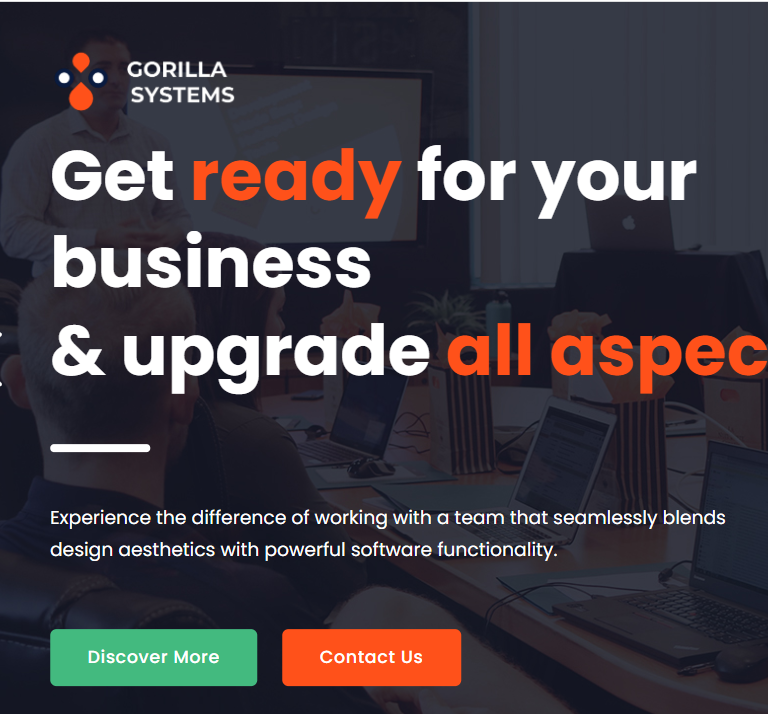 GORILLA
SYSTEMS
Get ready for your
business
& upgrade all aspec
Experience the difference of working with a team that seamlessly blends
design aesthetics with powerful software functionality.
Discover More
Contact Us